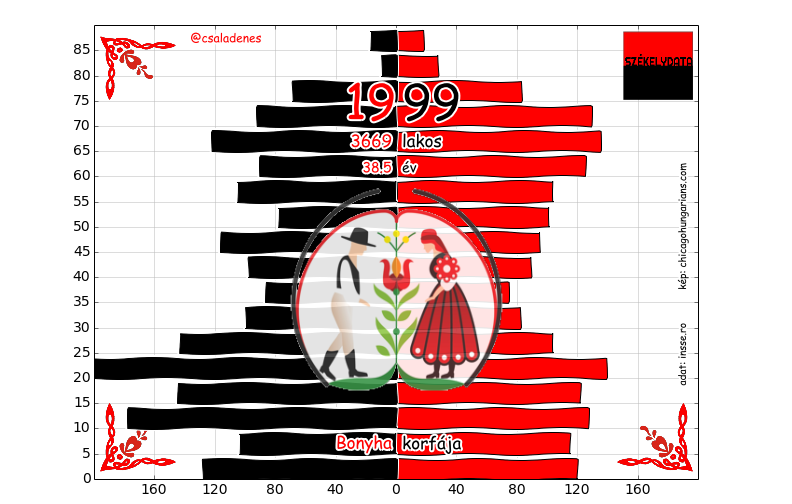 @csaladenes
SZÉKELYDATA
1999
3669 lakos
38.5 év
kép: chicagohungarians.com
adat: insse.ro
Bonyha korfája
85
80
75
70
65
60
55
50
45
40
35
30
25
20
15
10
5
0
160 120 80 40 0 40 80 120 160